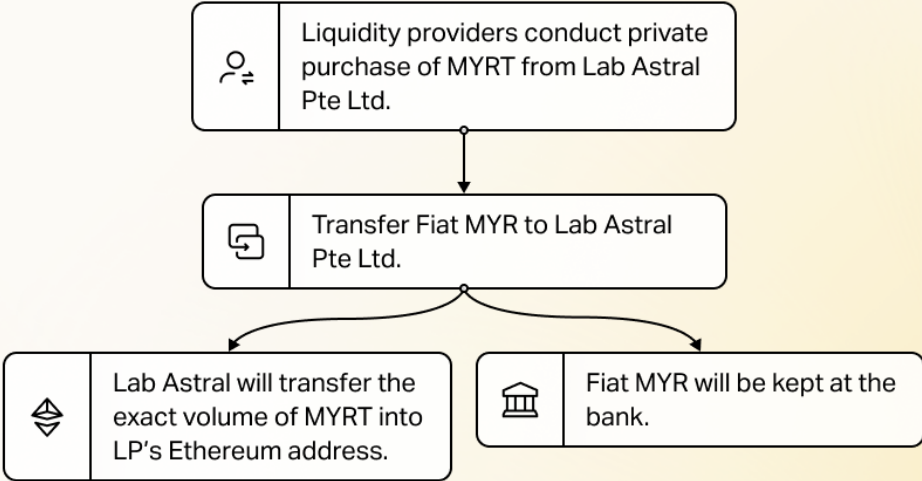 Liquidity providers conduct private
purchase of MYRT from Lab Astral
Pte Ltd.
Transfer Fiat MYR to Lab Astral
Pte Ltd.
Lab Astral will transfer the
exact volume of MYRT into
LP’s Ethereum address.
Fiat MYR will be kept at the
bank.